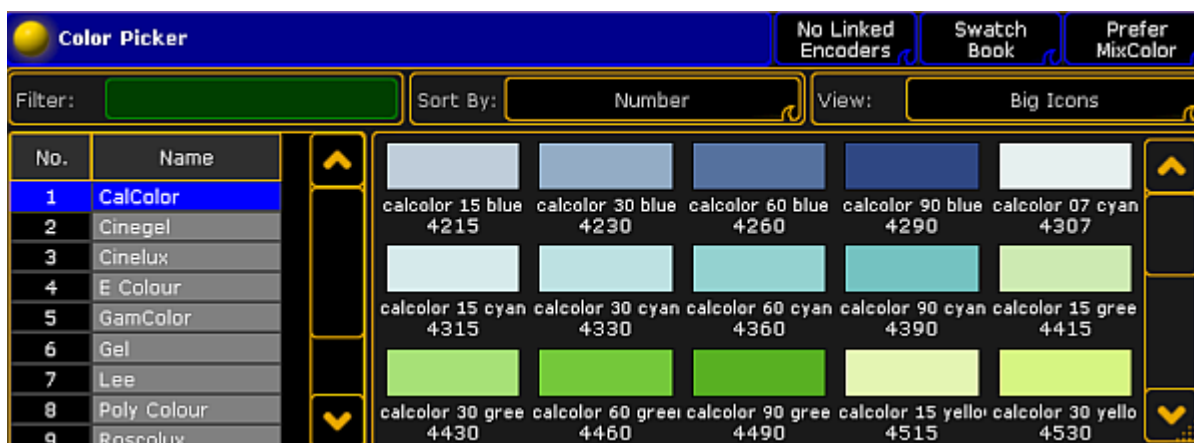 Color Picker
No Linked
Encoders
Swatch
Book
Prefer
MixColor
Filter:
Sort By:
Number
View:
Big Icons
No. Name
1 CalColor
2 Cinegel
3 Cinelux
4 E Colour
5 GamColor
6 Gel
7 Lee
8 Poly Colour
9 Roscolux
calcolor 15 blue calcolor 30 blue calcolor 60 blue calcolor 90 blue calcolor 07 cyan
4215 4230 4260 4290 4307
calcolor 15 cyan calcolor 30 cyan calcolor 60 cyan calcolor 90 cyan calcolor 15 gree
4315 4330 4360 4390 4415
calcolor 30 gree calcolor 60 gree calcolor 90 gree calcolor 15 yello calcolor 30 yello
4430 4460 4490 4515 4530